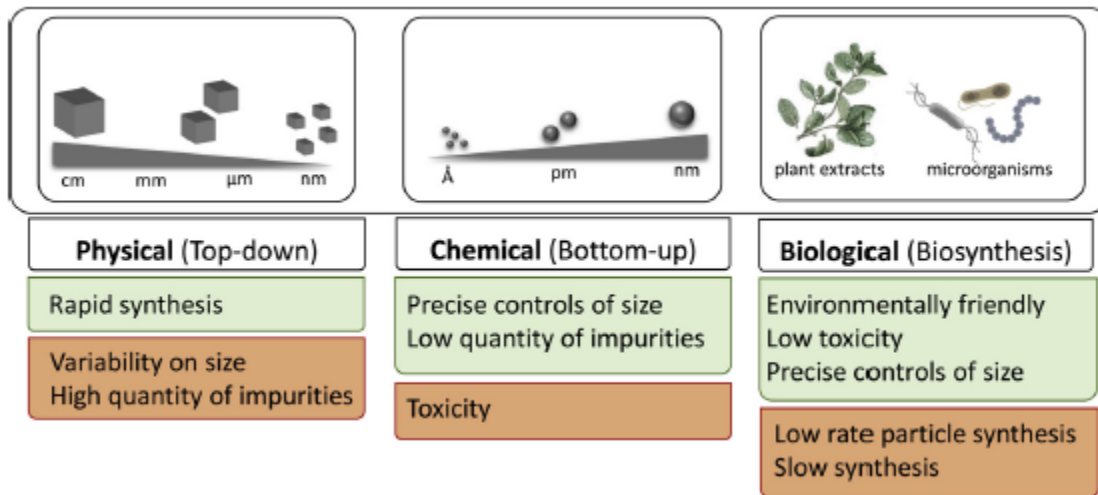 cm mm µm nm
Å pm nm
plant extracts microorganisms
Physical (Top-down)
Rapid synthesis
Variability on size
High quantity of impurities
Chemical (Bottom-up)
Precise controls of size
Low quantity of impurities
Toxicity
Biological (Biosynthesis)
Environmentally friendly
Low toxicity
Precise controls of size
Low rate particle synthesis
Slow synthesis